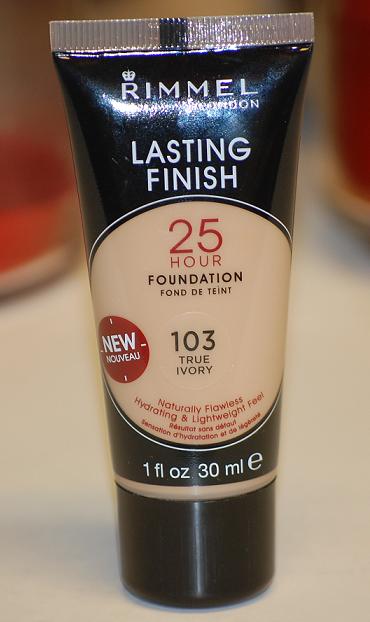 RIMMEL
LONDON
LASTING
FINISH
25
HOUR
FOUNDATION
FOND DE TEINT
NEW
NOUVEAU
103
TRUE
IVORY
Naturally Flawless
Hydrating & Lightweight Feel
Résultat sans défaut
Sensation d'hydratation et de légèreté
1 fl oz 30 ml e